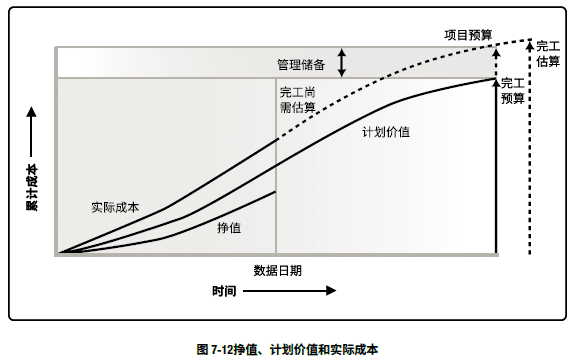 项目预算
完工
估算
管理储备
完工
预算
完工尚
需估算
计划价值
实际成本
挣值
累计成本
数据日期
时间
图 7-12挣值、计划价值和实际成本